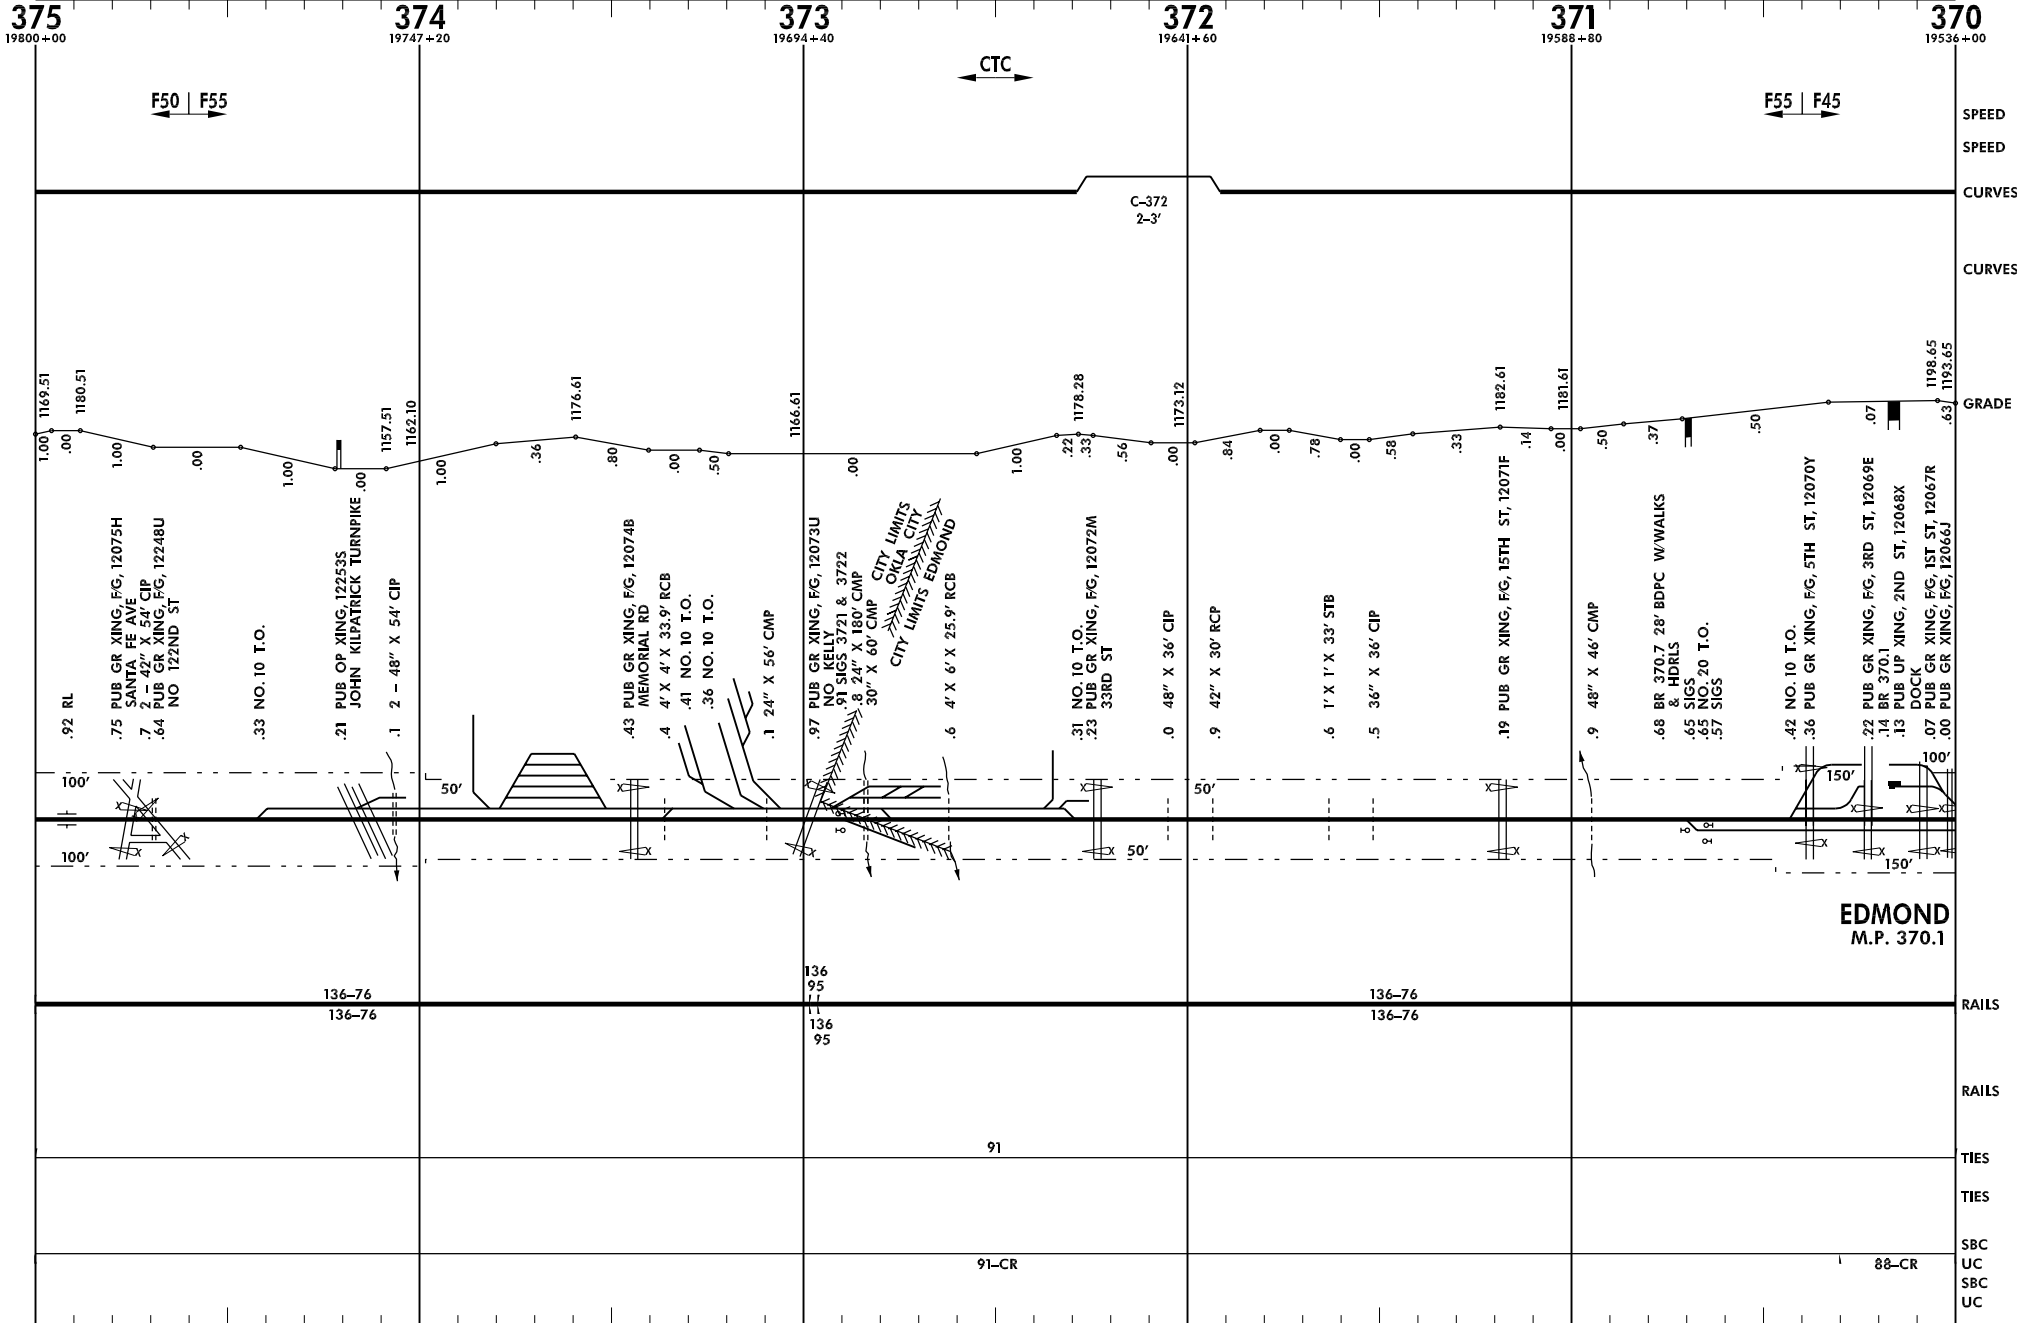 375
374
373
372
371
370
19800+00
19747+20
19694+40
19641+60
19588+80
19536+00
CTC
F50 | F55
F55 | F45
SPEED
SPEED
CURVES
C–372
2–3′
CURVES
1169.51
1180.51
1157.51
1162.10
1176.61
1166.61
1178.28
1173.12
1182.61
1181.61
1198.65
1193.65
GRADE
1.00
.00
1.00
.00
1.00
.00
1.00
.36
.80
.00
.50
.00
1.00
.22
.33
.56
.00
.84
.00
.78
.00
.58
.33
.14
.00
.50
.37
.50
.07
.63
.92 RL
.75 PUB GR XING, F/G, 12075H
SANTA FE AVE
.7 2 – 42″ X 54′ CIP
.64 PUB GR XING, F/G, 12248U
NO 122ND ST
.33 NO. 10 T.O.
.21 PUB OP XING, 12253S
JOHN KILPATRICK TURNPIKE
.1 2 – 48″ X 54′ CIP
.43 PUB GR XING, F/G, 12074B
MEMORIAL RD
.4 4′ X 4′ X 33.9′ RCB
.41 NO. 10 T.O.
.36 NO. 10 T.O.
.1 24″ X 56′ CMP
.97 PUB GR XING, F/G, 12073U
NO KELLY
.91 SIGS 3721 & 3722
.8 24″ X 180′ CMP
30″ X 60′ CMP
CITY LIMITS
OKLA CITY
CITY LIMITS EDMOND
.6 4′ X 6′ X 25.9′ RCB
.31 NO. 10 T.O.
.23 PUB GR XING, F/G, 12072M
33RD ST
.0 48″ X 36′ CIP
.9 42″ X 30′ RCP
.6 1′ X 1′ X 33′ STB
.5 36″ X 36′ CIP
.19 PUB GR XING, F/G, 15TH ST, 12071F
.9 48″ X 46′ CMP
.68 BR 370.7 28′ BDPC W/WALKS
& HDRLS
.65 SIGS
.65 NO. 20 T.O.
.57 SIGS
.42 NO. 10 T.O.
.36 PUB GR XING, F/G, 5TH ST, 12070Y
.22 PUB GR XING, F/G, 3RD ST, 12069E
.14 BR 370.1
.13 PUB UP XING, 2ND ST, 12068X
DOCK
.07 PUB GR XING, F/G, 1ST ST, 12067R
.00 PUB GR XING, F/G, 12066J
100′
50′
50′
150′
100′
100′
50′
150′
EDMOND
M.P. 370.1
136–76
136–76
136
95
136
95
136–76
136–76
RAILS
RAILS
91
TIES
TIES
91–CR
88–CR
SBC
UC
SBC
UC